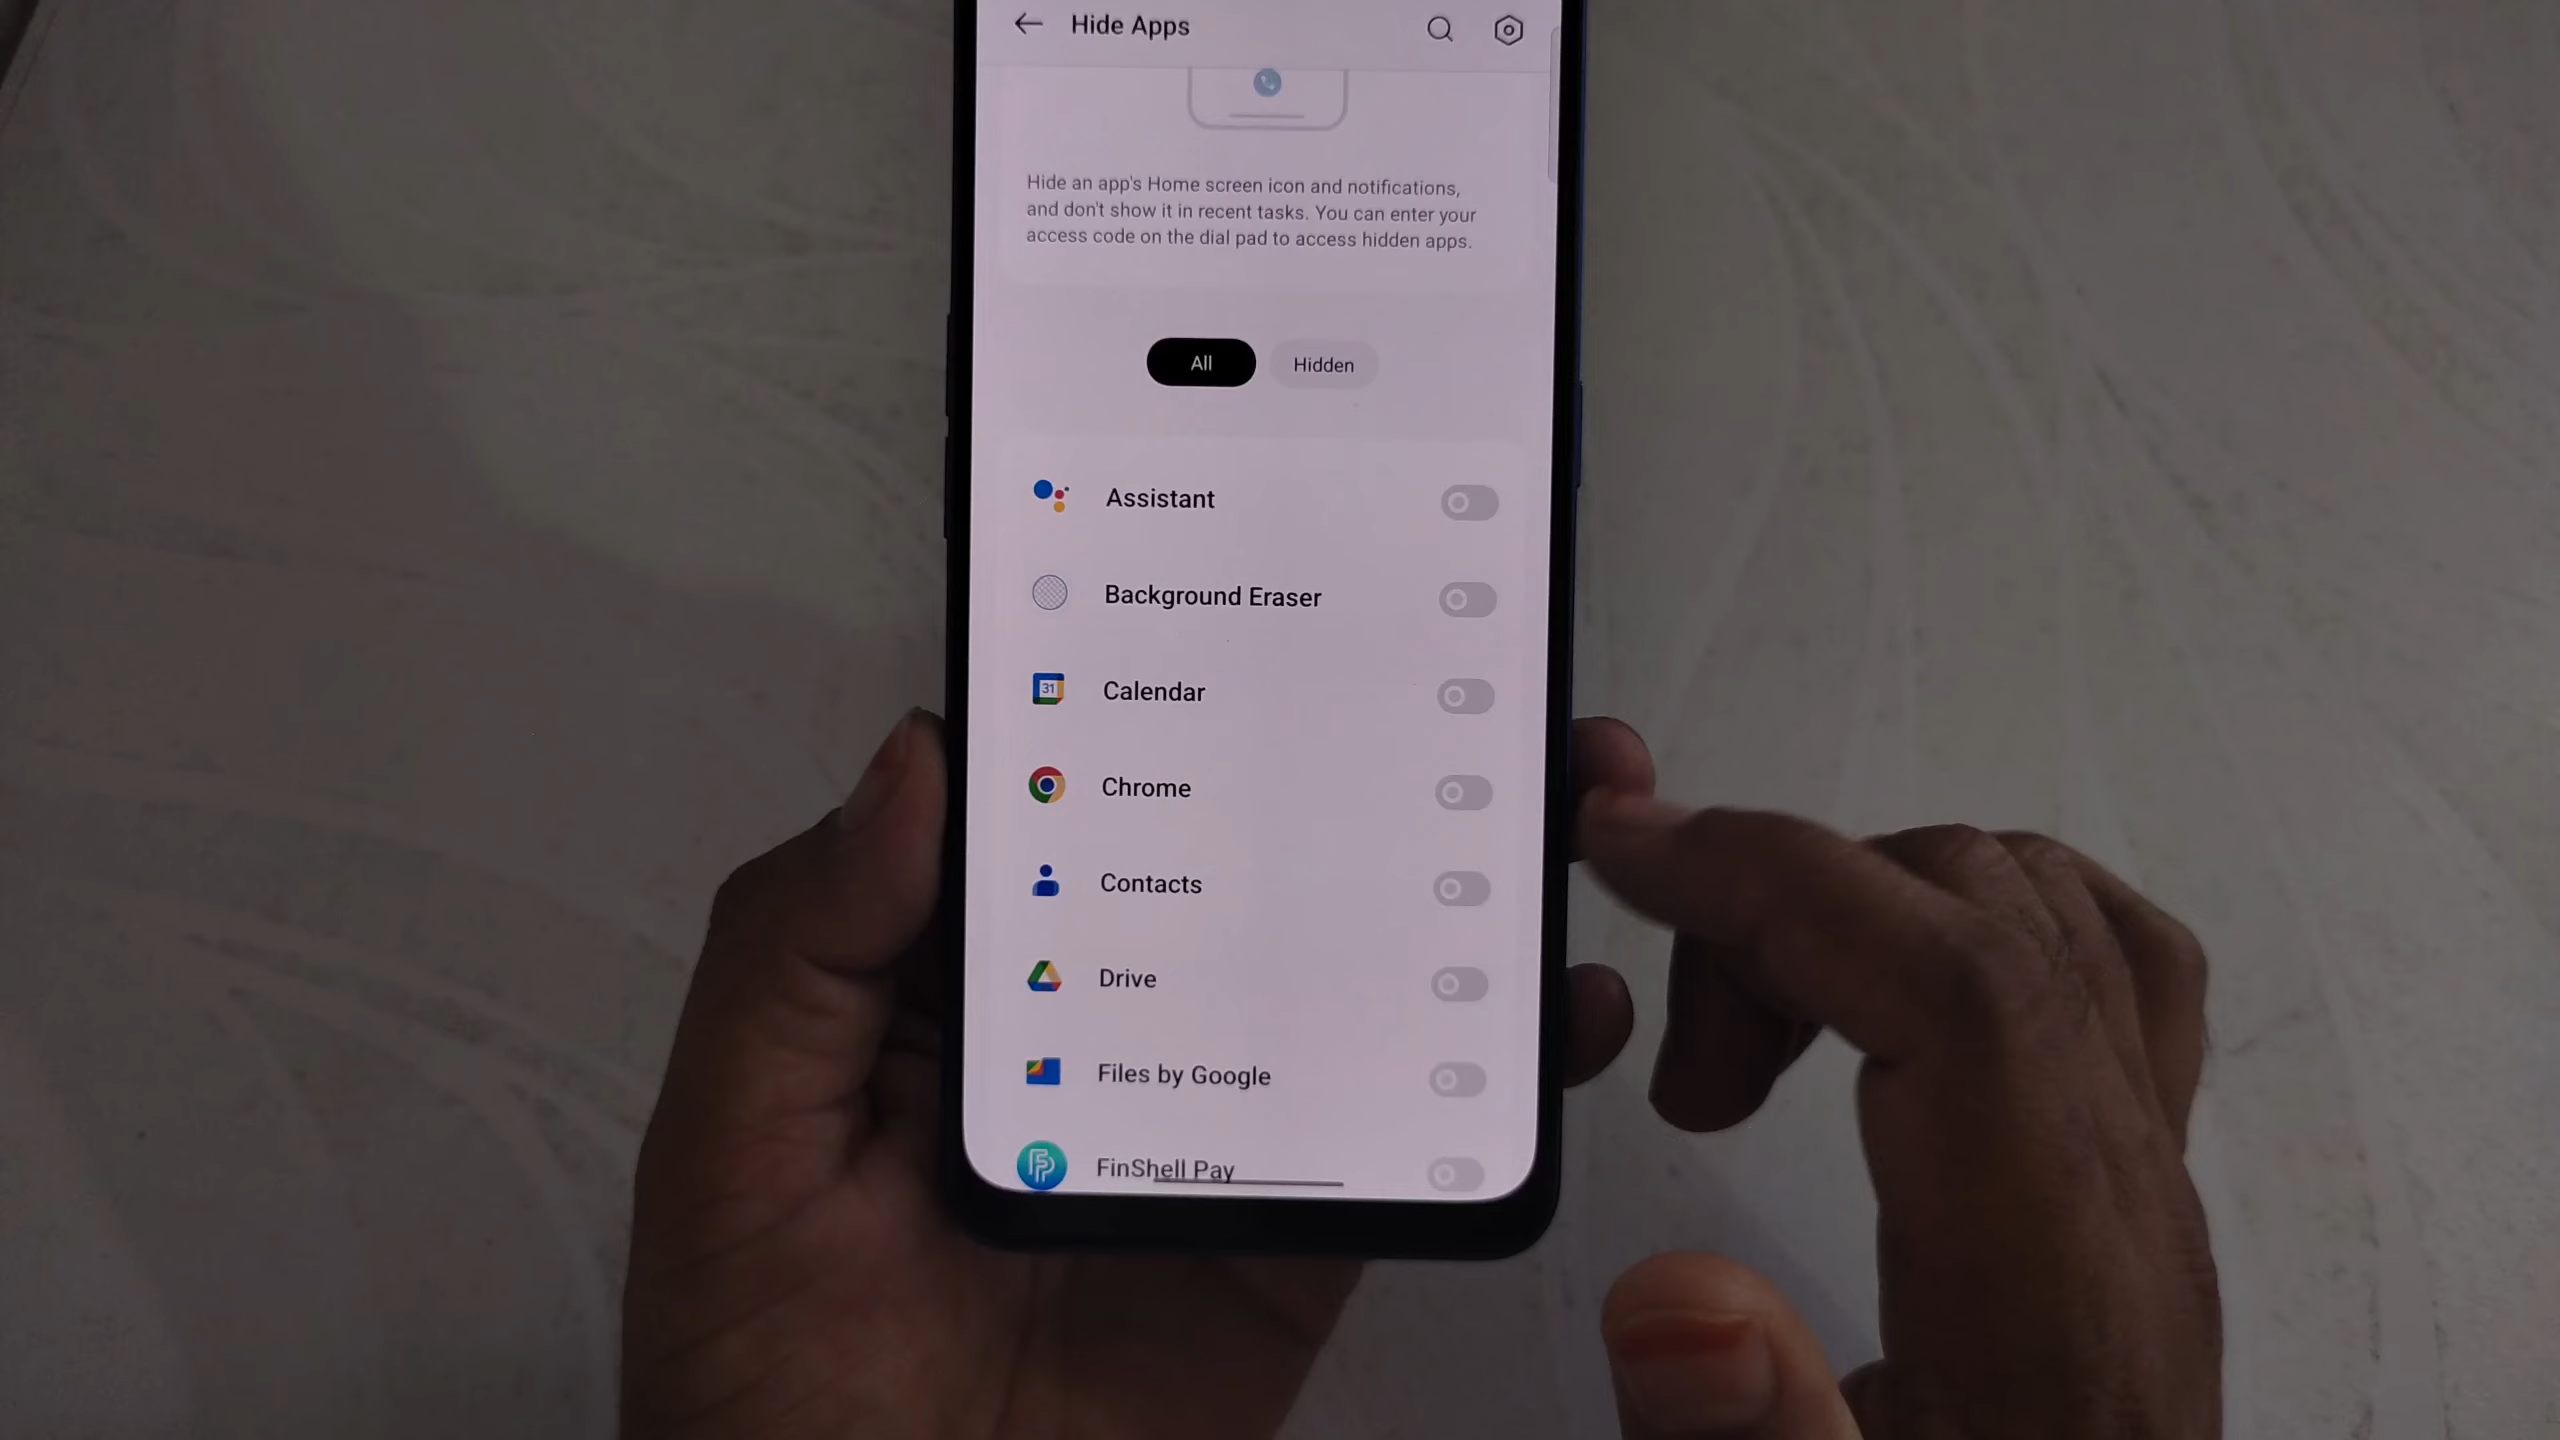 Hide Apps
Hide an app's Home screen icon and notifications,
and don't show it in recent tasks. You can enter your
access code on the dial pad to access hidden apps.
All
Hidden
Assistant
Background Eraser
31
Calendar
Chrome
Contacts
Drive
Files by Google
FinShell Pay